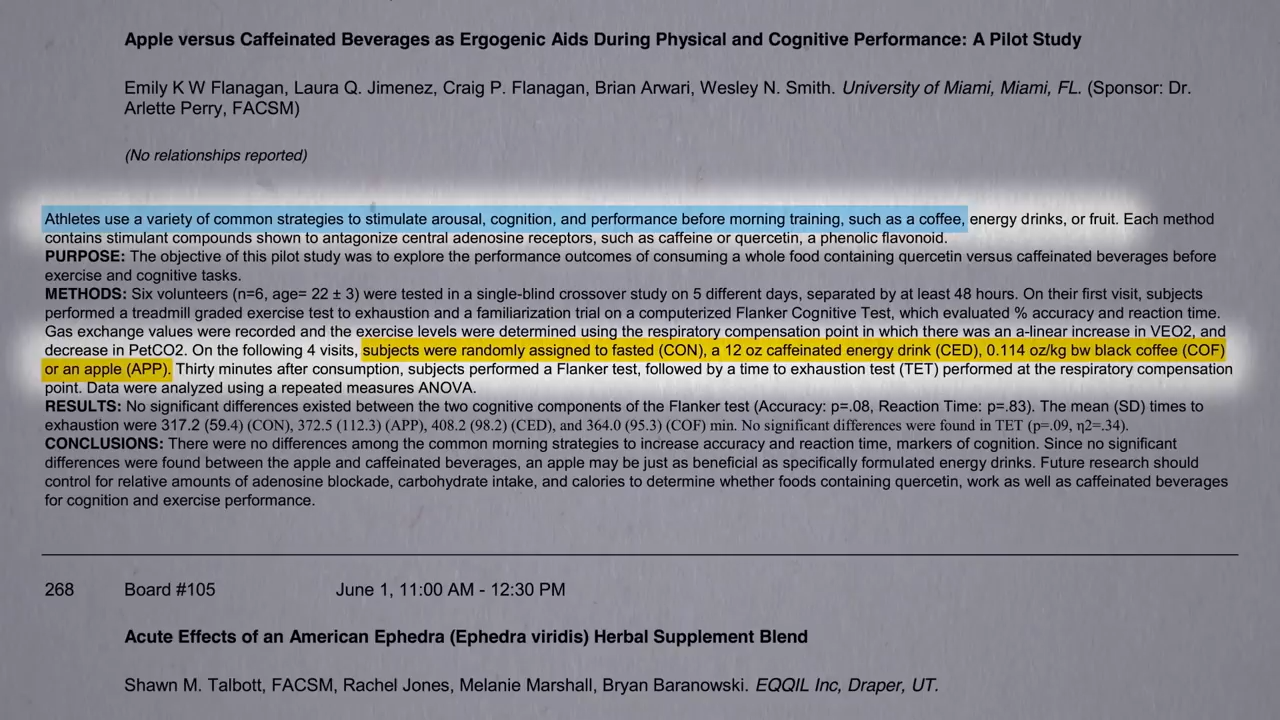 Apple versus Caffeinated Beverages as Ergogenic Aids During Physical and Cognitive Performance: A Pilot Study
Emily K W Flanagan, Laura Q. Jimenez, Craig P. Flanagan, Brian Arwari, Wesley N. Smith. University of Miami, Miami, FL. (Sponsor: Dr.
Arlette Perry, FACSM)
(No relationships reported)
Athletes use a variety of common strategies to stimulate arousal, cognition, and performance before morning training, such as a coffee, energy drinks, or fruit. Each method
contains stimulant compounds shown to antagonize central adenosine receptors, such as caffeine or quercetin, a phenolic flavonoid.
PURPOSE: The objective of this pilot study was to explore the performance outcomes of consuming a whole food containing quercetin versus caffeinated beverages before
exercise and cognitive tasks.
METHODS: Six volunteers (n=6, age= 22 ± 3) were tested in a single-blind crossover study on 5 different days, separated by at least 48 hours. On their first visit, subjects
performed a treadmill graded exercise test to exhaustion and a familiarization trial on a computerized Flanker Cognitive Test, which evaluated % accuracy and reaction time.
Gas exchange values were recorded and the exercise levels were determined using the respiratory compensation point in which there was an a-linear increase in VEO2, and
decrease in PetCO2. On the following 4 visits, subjects were randomly assigned to fasted (CON), a 12 oz caffeinated energy drink (CED), 0.114 oz/kg bw black coffee (COF)
or an apple (APP). Thirty minutes after consumption, subjects performed a Flanker test, followed by a time to exhaustion test (TET) performed at the respiratory compensation
point. Data were analyzed using a repeated measures ANOVA.
RESULTS: No significant differences existed between the two cognitive components of the Flanker test (Accuracy: p=.08, Reaction Time: p=.83). The mean (SD) times to
exhaustion were 317.2 (59.4) (CON), 372.5 (112.3) (APP), 408.2 (98.2) (CED), and 364.0 (95.3) (COF) min. No significant differences were found in TET (p=.09, η2=.34).
CONCLUSIONS: There were no differences among the common morning strategies to increase accuracy and reaction time, markers of cognition. Since no significant
differences were found between the apple and caffeinated beverages, an apple may be just as beneficial as specifically formulated energy drinks. Future research should
control for relative amounts of adenosine blockade, carbohydrate intake, and calories to determine whether foods containing quercetin, work as well as caffeinated beverages
for cognition and exercise performance.
268 Board #105 June 1, 11:00 AM - 12:30 PM
Acute Effects of an American Ephedra (Ephedra viridis) Herbal Supplement Blend
Shawn M. Talbott, FACSM, Rachel Jones, Melanie Marshall, Bryan Baranowski. EQQIL Inc, Draper, UT.